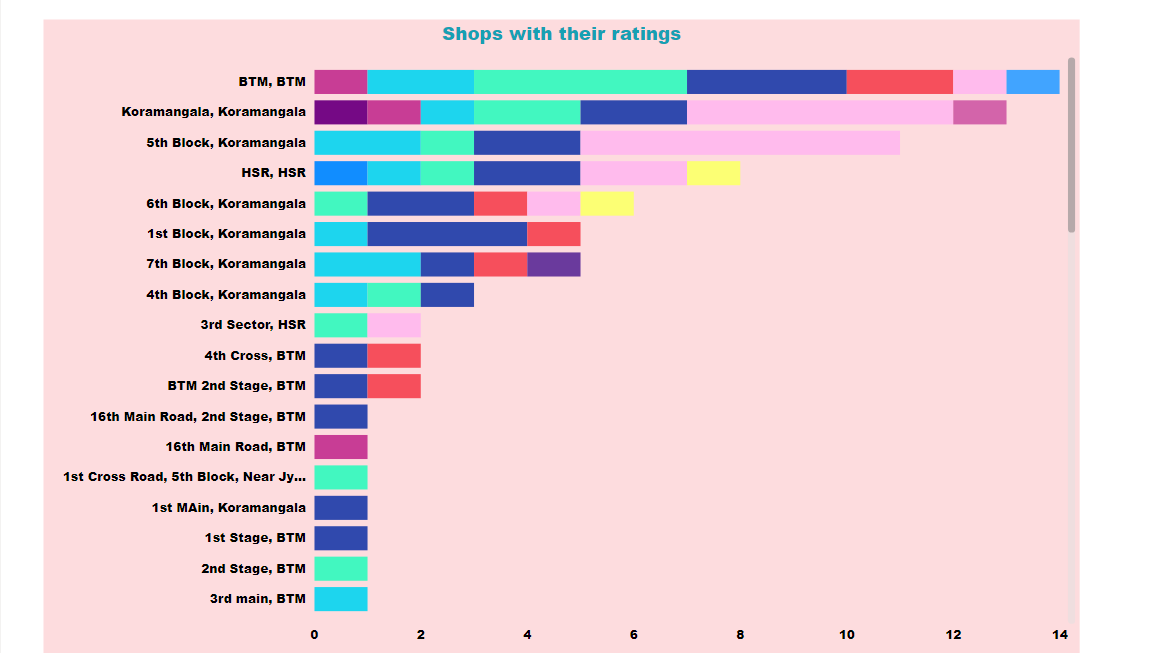 Shops with their ratings
BTM, BTM
Koramangala, Koramangala
5th Block, Koramangala
HSR, HSR
6th Block, Koramangala
1st Block, Koramangala
7th Block, Koramangala
4th Block, Koramangala
3rd Sector, HSR
4th Cross, BTM
BTM 2nd Stage, BTM
16th Main Road, 2nd Stage, BTM
16th Main Road, BTM
1st Cross Road, 5th Block, Near Jy...
1st MAin, Koramangala
1st Stage, BTM
2nd Stage, BTM
3rd main, BTM
0 2 4 6 8 10 12 14